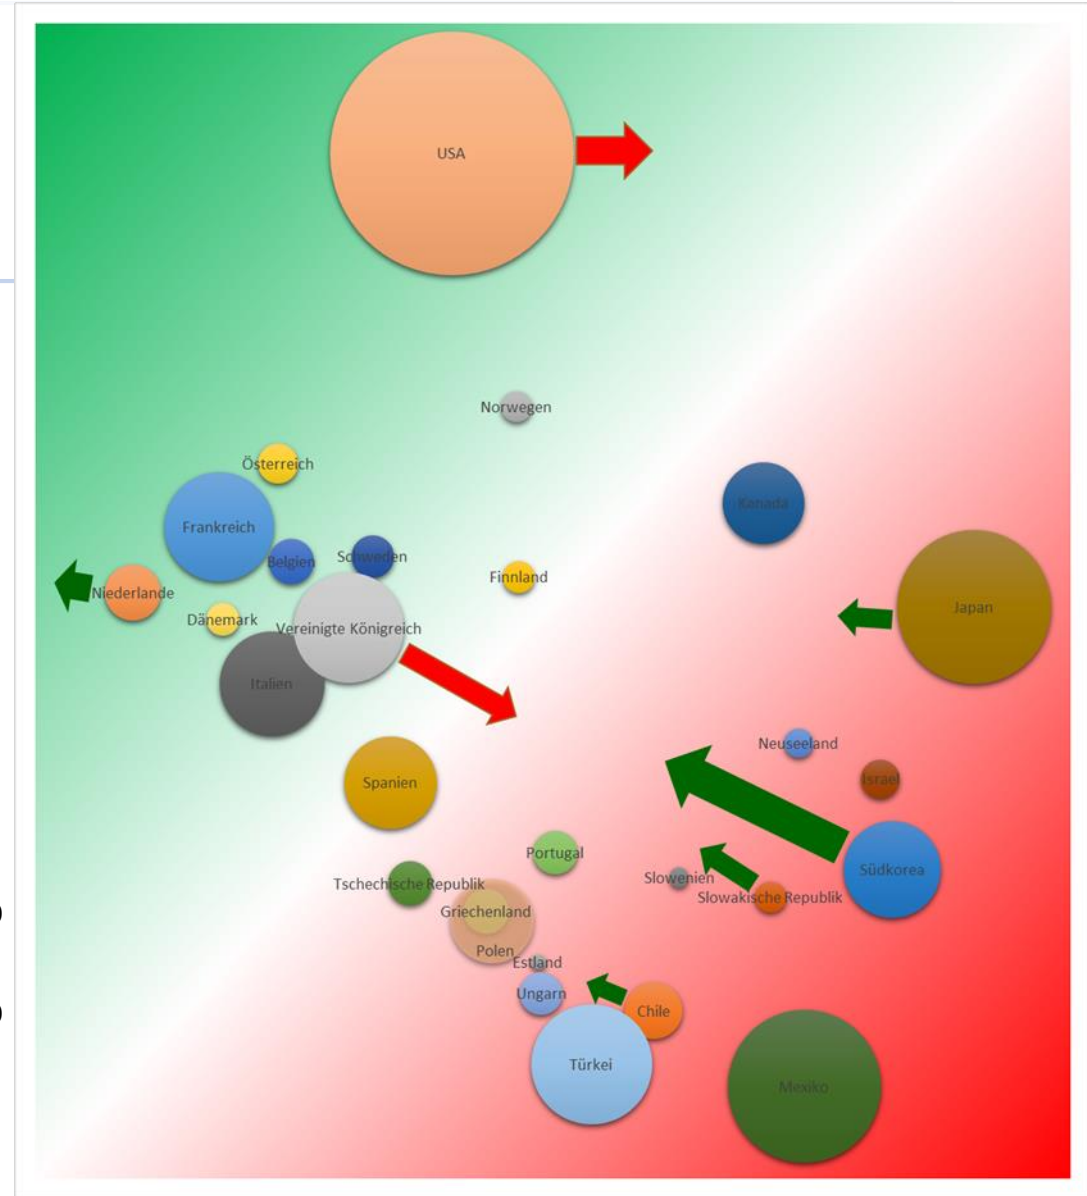 USA
Norwegen
Österreich
Kanada
Frankreich
Schweden
Belgien
Finnland
Niederlande
Japan
Dänemark
Vereinigte Königreich
Italien
Neuseeland
Israel
Spanien
Portugal
Südkorea
Slowenien
Tschechische Republik
Slowakische Republik
Griechenland
Polen
Estland
Ungarn
Chile
Türkei
Mexiko